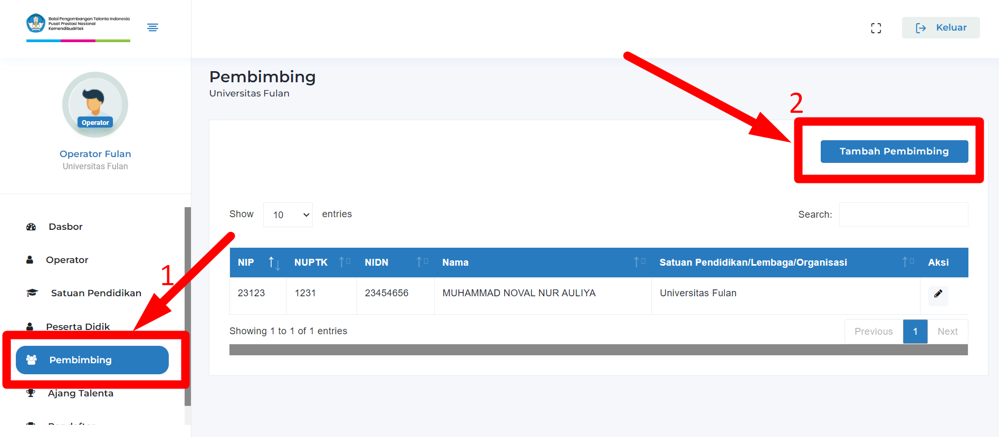 Balai Pengembangan Talenta Indonesia
Pusat Prestasi Nasional
Kemendibudritek
Keluar
Operator
Operator Fulan
Universitas Fulan
Dasbor
Operator
Satuan Pendidikan
Peserta Didik
Pembimbing
Ajang Talenta
1
Pembimbing
Universitas Fulan
2
Tambah Pembimbing
Show 10 entries
Search:
NIP NUPTK NIDN Nama Satuan Pendidikan/Lembaga/Organisasi Aksi
23123 1231 23454656 MUHAMMAD NOVAL NUR AULIYA Universitas Fulan
Showing 1 to 1 of 1 entries
Previous 1 Next